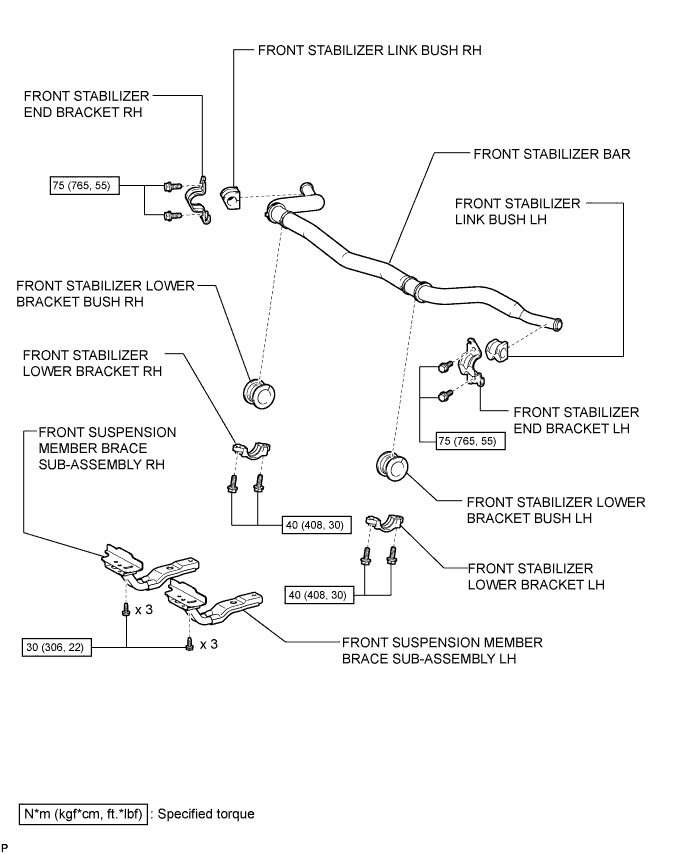 FRONT STABILIZER LINK BUSH RH
FRONT STABILIZER
END BRACKET RH
FRONT STABILIZER BAR
75 (765, 55)
FRONT STABILIZER
LINK BUSH LH
FRONT STABILIZER LOWER
BRACKET BUSH RH
FRONT STABILIZER
LOWER BRACKET RH
FRONT STABILIZER
END BRACKET LH
75 (765, 55)
FRONT SUSPENSION
MEMBER BRACE
SUB-ASSEMBLY RH
FRONT STABILIZER LOWER
BRACKET BUSH LH
40 (408, 30)
FRONT STABILIZER
LOWER BRACKET LH
40 (408, 30)
x 3
x 3
30 (306, 22)
FRONT SUSPENSION MEMBER
BRACE SUB-ASSEMBLY LH
N*m (kgf*cm, ft.*lbf) : Specified torque
P